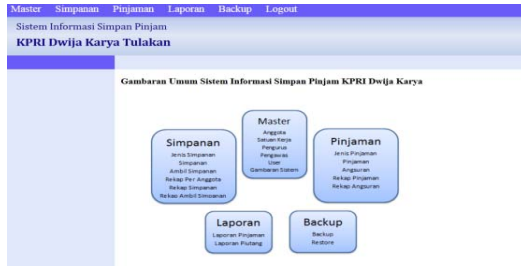 Master Simpanan Pinjaman Laporan Backup Logout
Sistem Informasi Simpan Pinjam
KPRI Dwija Karya Tulakan
Gambaran Umum Sistem Informasi Simpan Pinjam KPRI Dwija Karya
Master
Anggota
Satuan Kerja
Pengurus
Pengawas
User
Gambaran Sistem
Simpanan
Jenis Simpanan
Simpanan
Ambil Simpanan
Rekap Per Anggota
Rekap Simpanan
Rekap Ambil Simpanan
Pinjaman
Jenis Pinjaman
Pinjaman
Angsuran
Rekap Pinjaman
Rekap Angsuran
Laporan
Laporan Pinjaman
Laporan Piutang
Backup
Backup
Restore